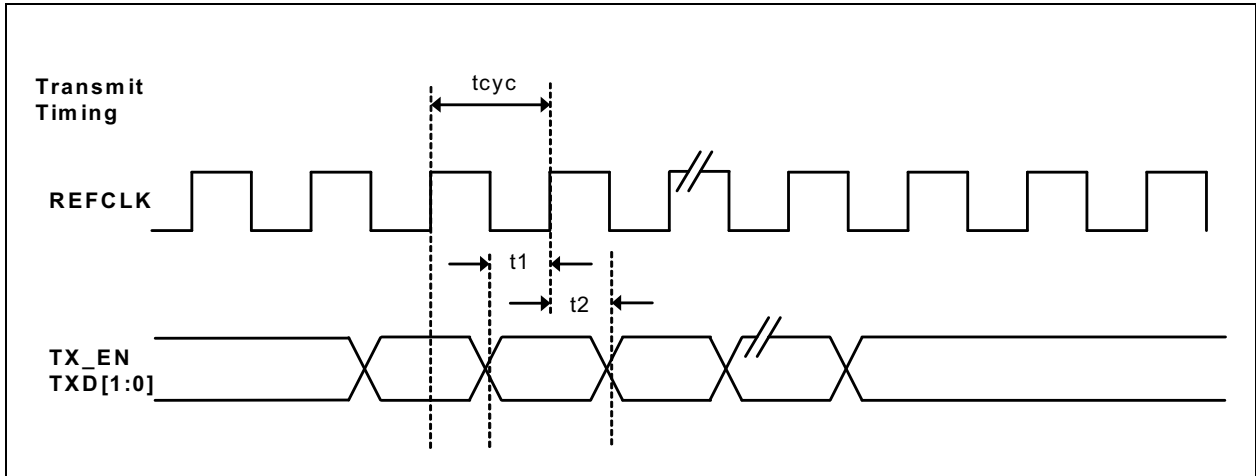 Transmit
Timing
tcyc
REFCLK
t1
t2
TX_EN
TXD[1:0]